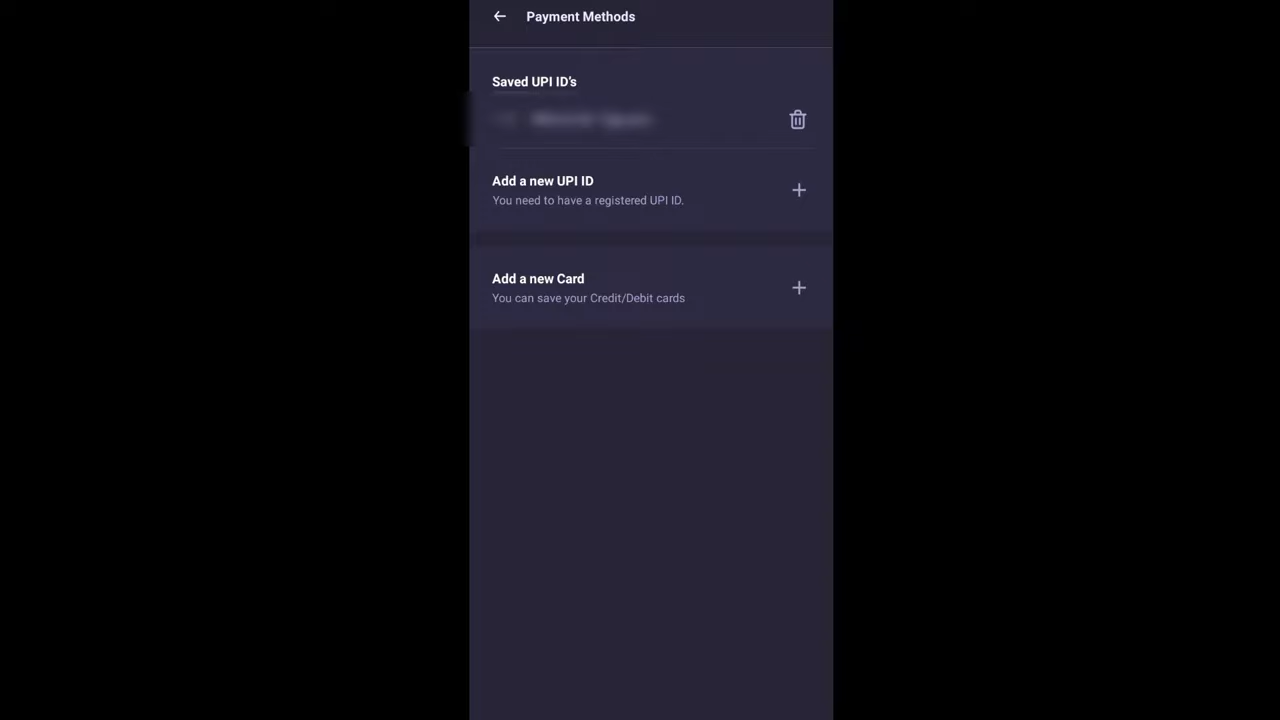 Payment Methods
Saved UPI ID's
Add a new UPI ID
You need to have a registered UPI ID.
Add a new Card
You can save your Credit/Debit cards